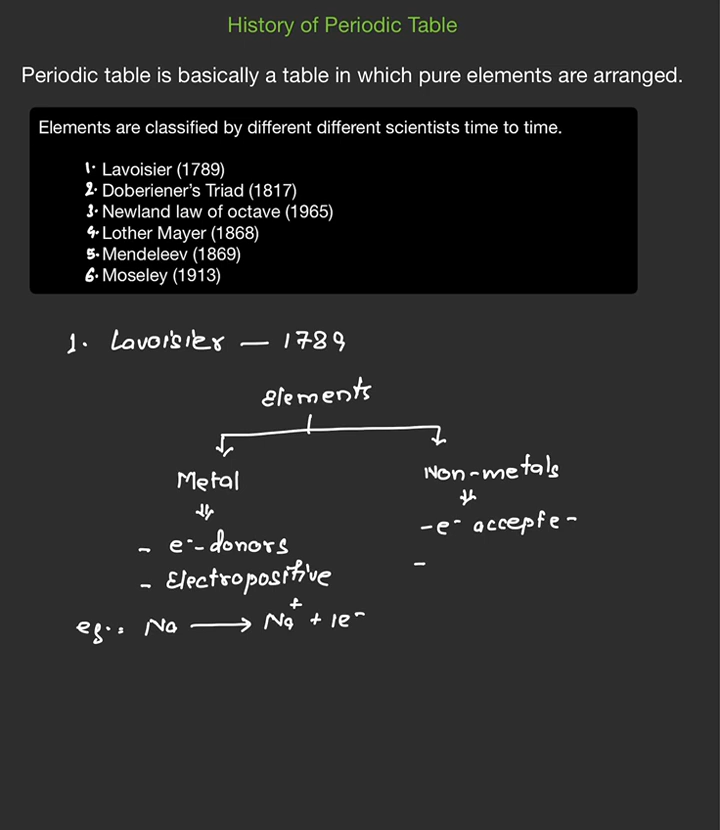 History of Periodic Table
Periodic table is basically a table in which pure elements are arranged.
Elements are classified by different different scientists time to time.
1. Lavoisier (1789)
2. Doberiener's Triad (1817)
3. Newland law of octave (1965)
4. Lother Mayer (1868)
5. Mendeleev (1869)
6. Moseley (1913)
1. Lavoisier — 1789
Elements
Metal
Non-metals
- e⁻-donors
- e⁻ accepte-
- Electropositive
-
eg.: Na ⟶ Na⁺ + 1e⁻